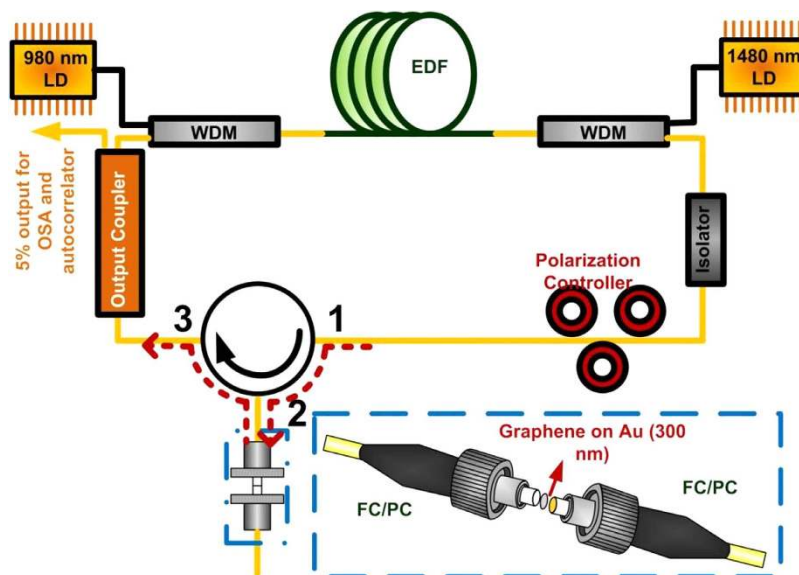 980 nm
LD
EDF
1480 nm
LD
WDM
WDM
5% output for
OSA and
autocorrelator
Output Coupler
Isolator
Polarization
Controller
3
1
2
Graphene on Au (300
nm)
FC/PC
FC/PC